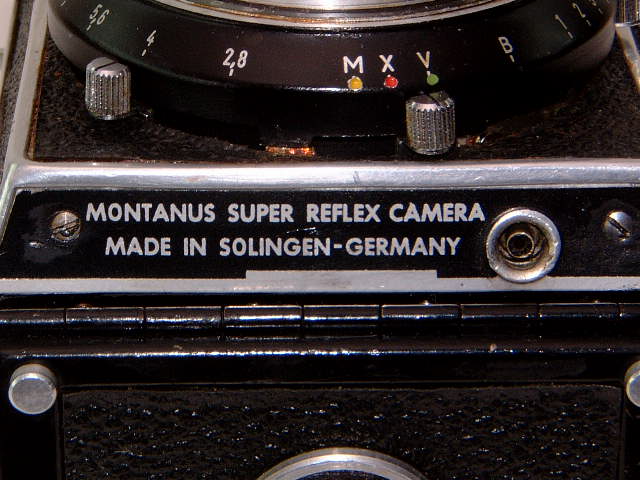 5,6 4 2,8 M X V B 1 2
MONTANUS SUPER REFLEX CAMERA
MADE IN SOLINGEN-GERMANY